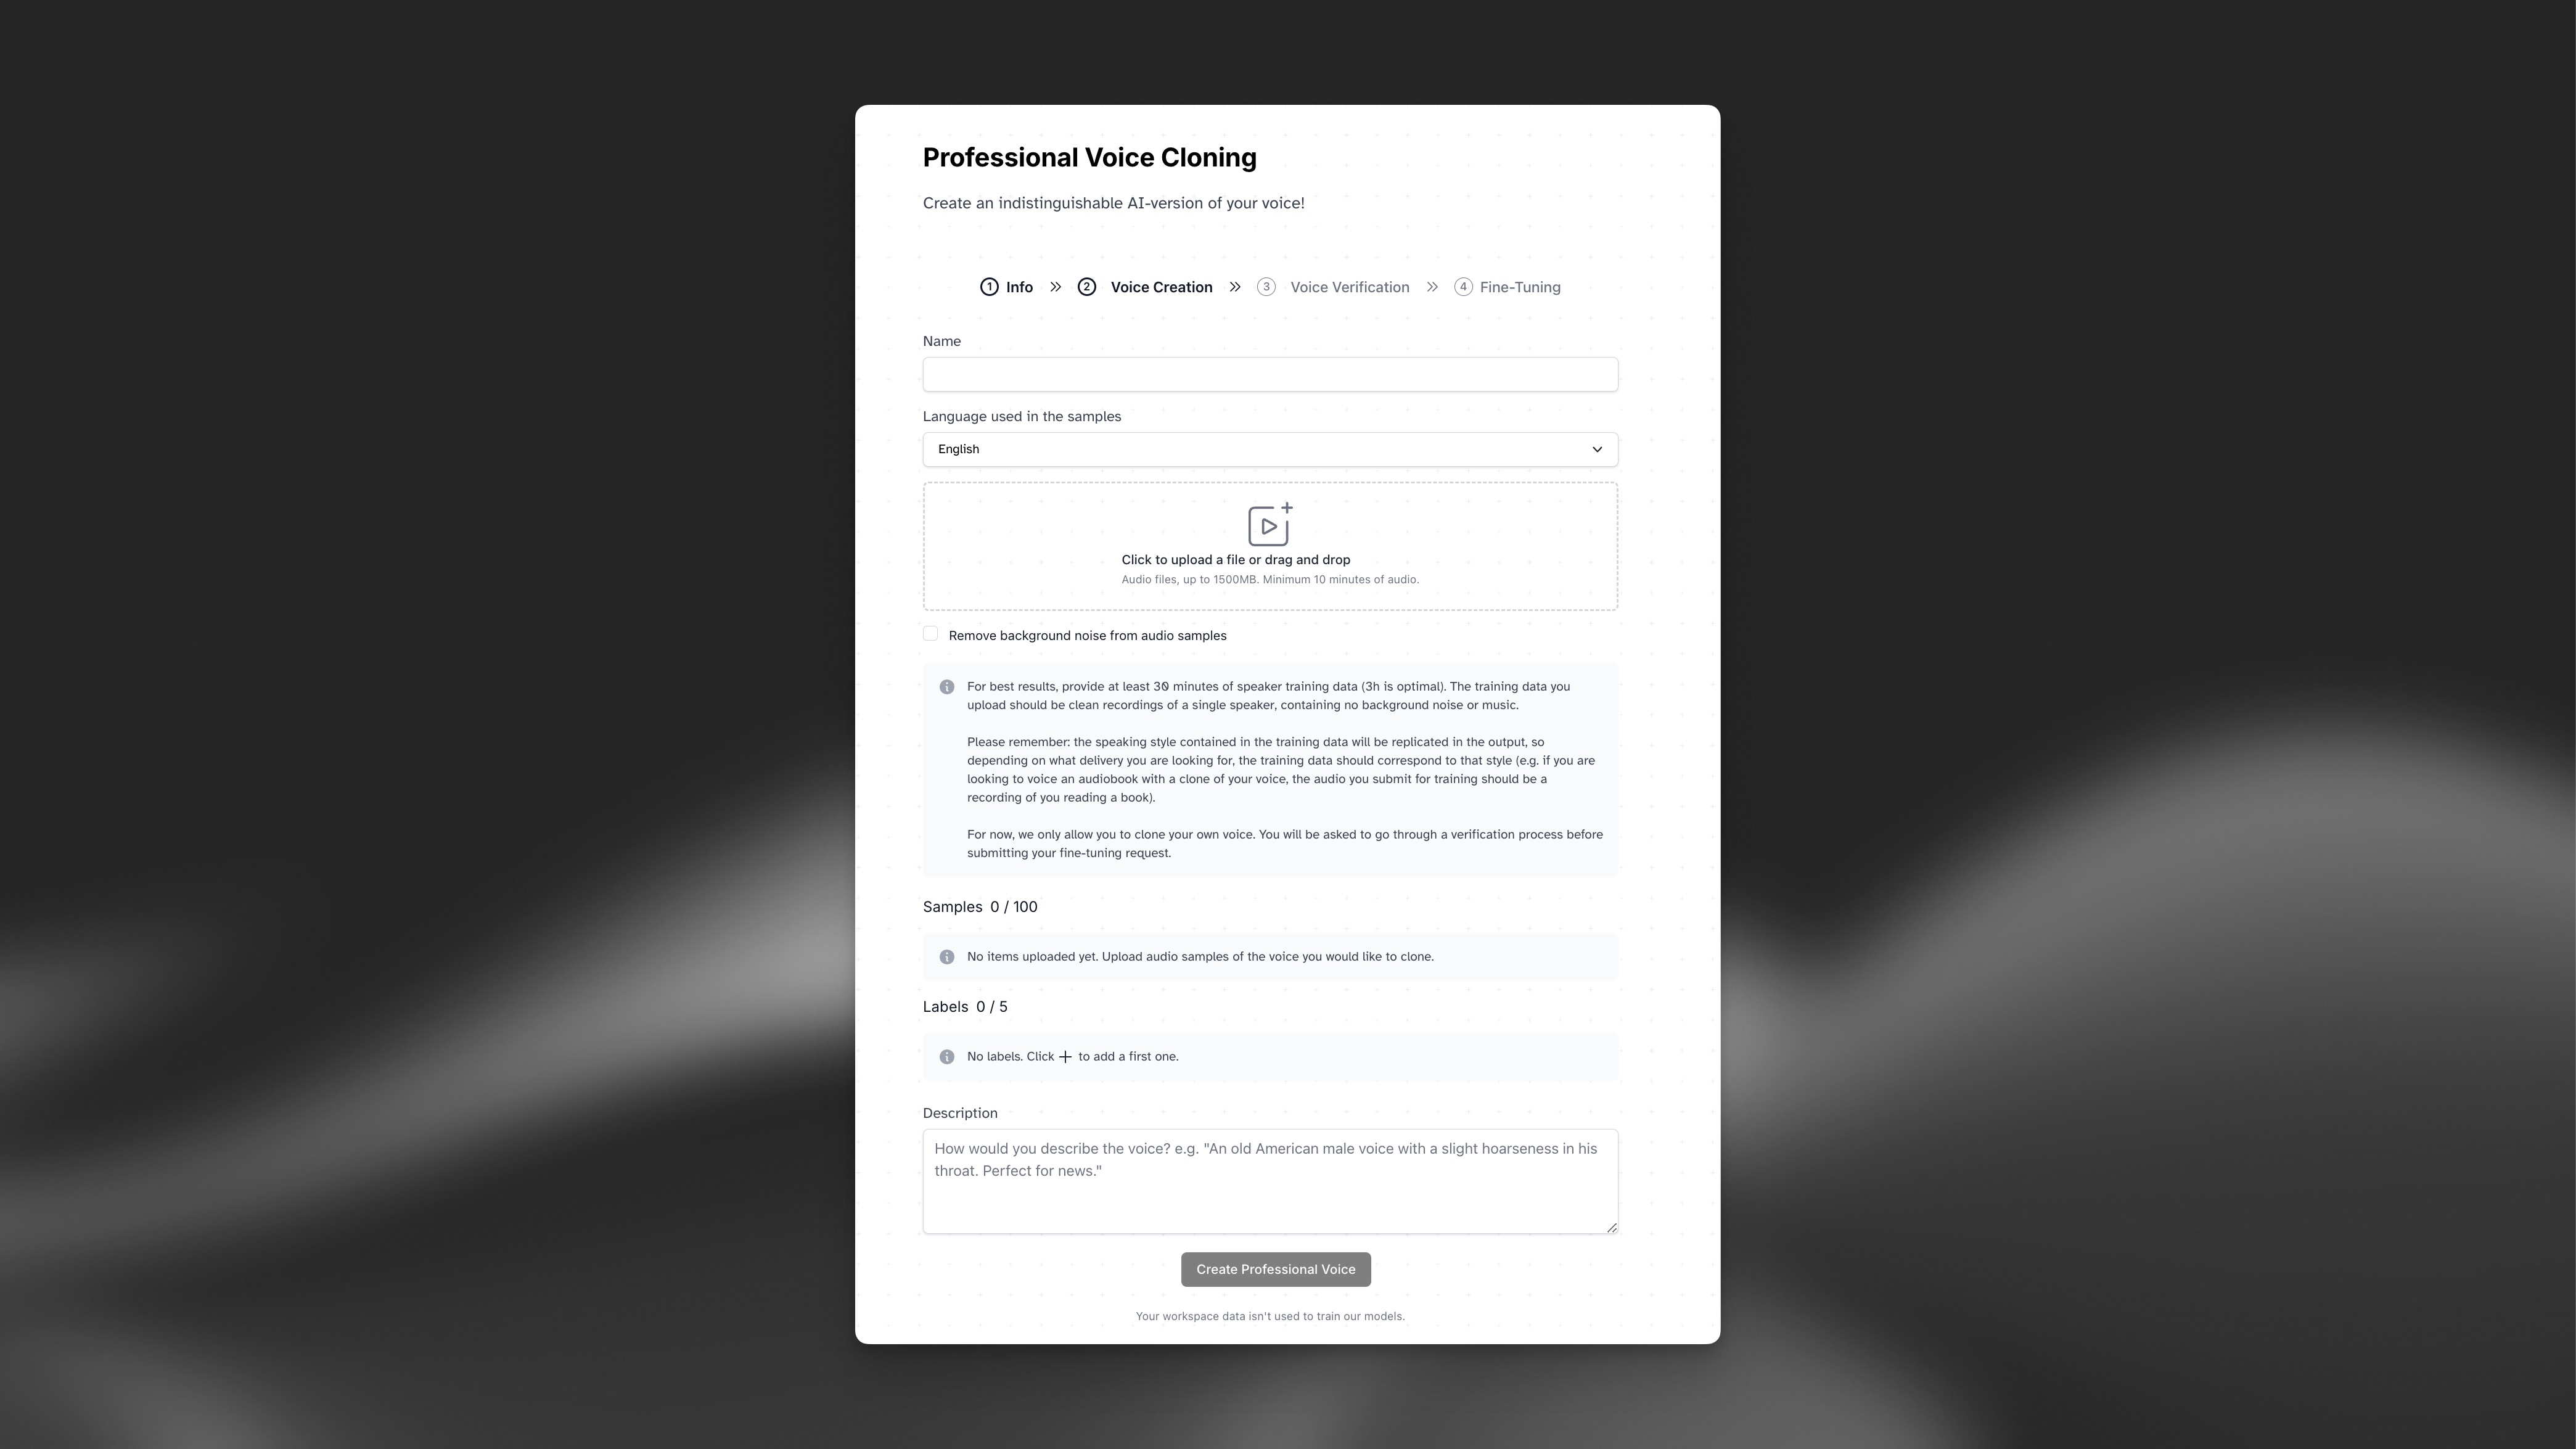 Professional Voice Cloning
Create an indistinguishable AI-version of your voice!
1 Info » 2 Voice Creation » 3 Voice Verification » 4 Fine-Tuning
Name
Language used in the samples
English
Click to upload a file or drag and drop
Audio files, up to 1500MB. Minimum 10 minutes of audio.
Remove background noise from audio samples
For best results, provide at least 30 minutes of speaker training data (3h is optimal). The training data you
upload should be clean recordings of a single speaker, containing no background noise or music.
Please remember: the speaking style contained in the training data will be replicated in the output, so
depending on what delivery you are looking for, the training data should correspond to that style (e.g. if you are
looking to voice an audiobook with a clone of your voice, the audio you submit for training should be a
recording of you reading a book).
For now, we only allow you to clone your own voice. You will be asked to go through a verification process before
submitting your fine-tuning request.
Samples 0 / 100
No items uploaded yet. Upload audio samples of the voice you would like to clone.
Labels 0 / 5
No labels. Click + to add a first one.
Description
How would you describe the voice? e.g. "An old American male voice with a slight hoarseness in his
throat. Perfect for news."
Create Professional Voice
Your workspace data isn't used to train our models.